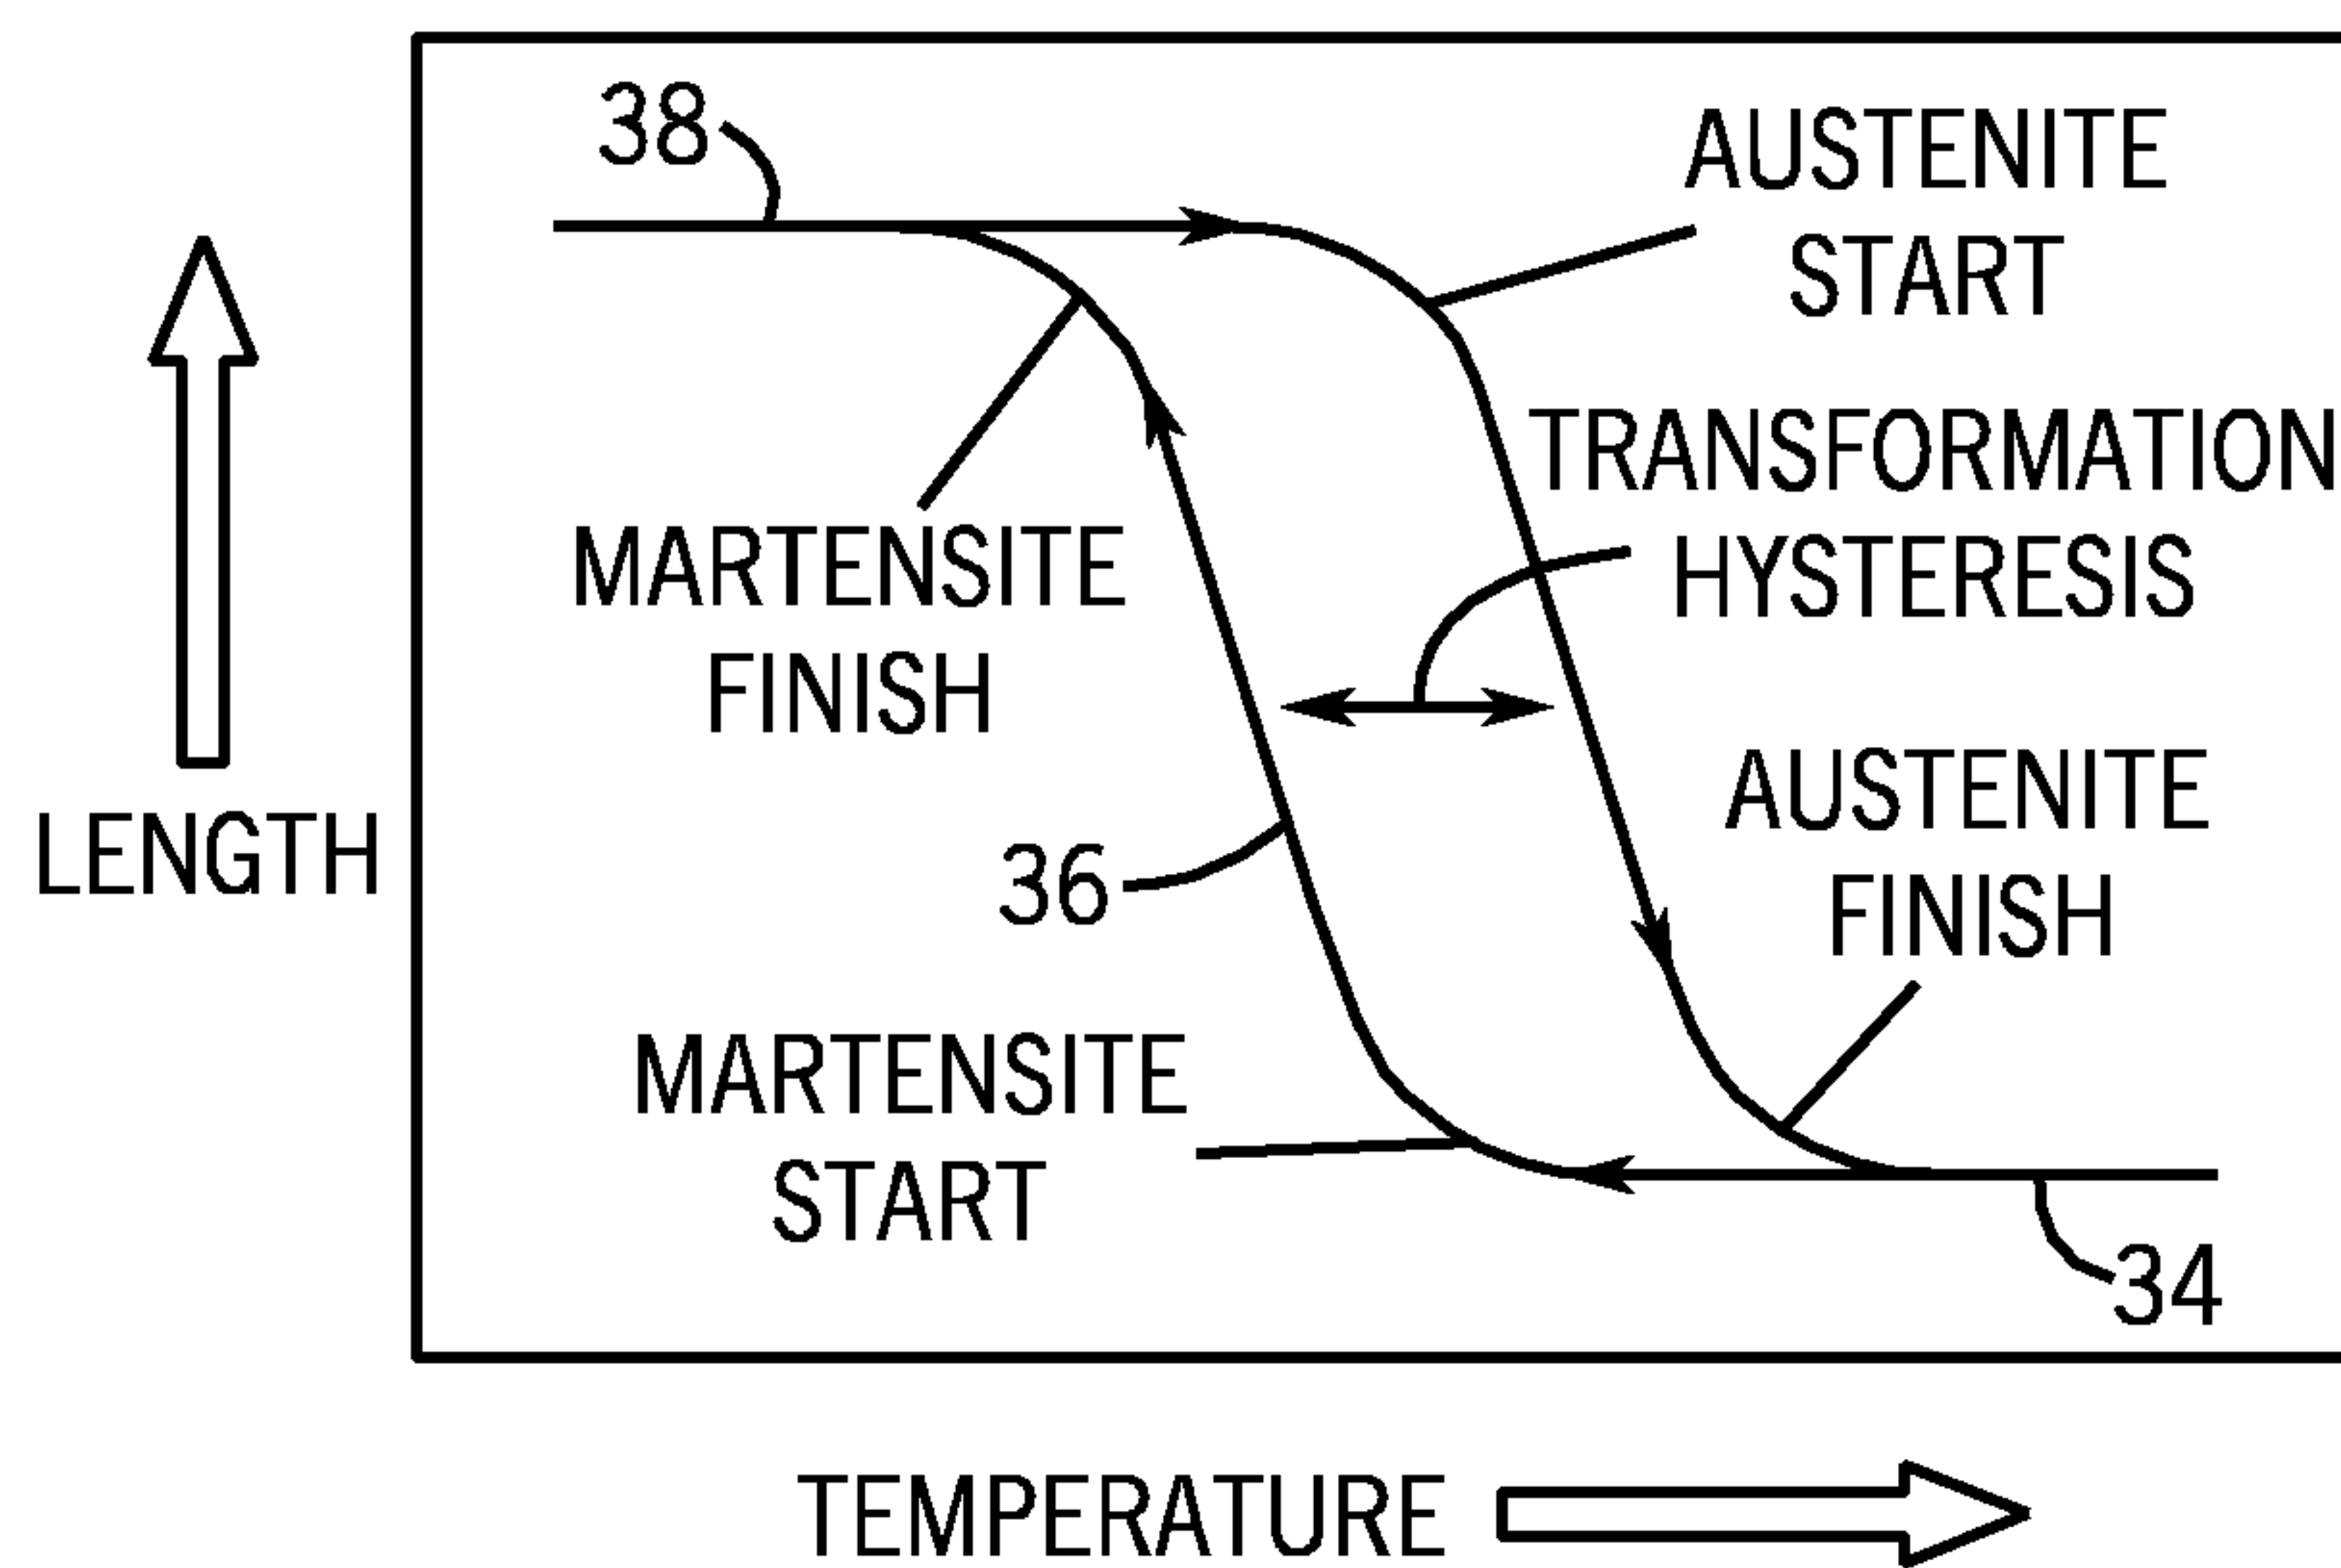 38
AUSTENITE
START
TRANSFORMATION
HYSTERESIS
MARTENSITE
FINISH
LENGTH
36
AUSTENITE
FINISH
MARTENSITE
START
34
TEMPERATURE